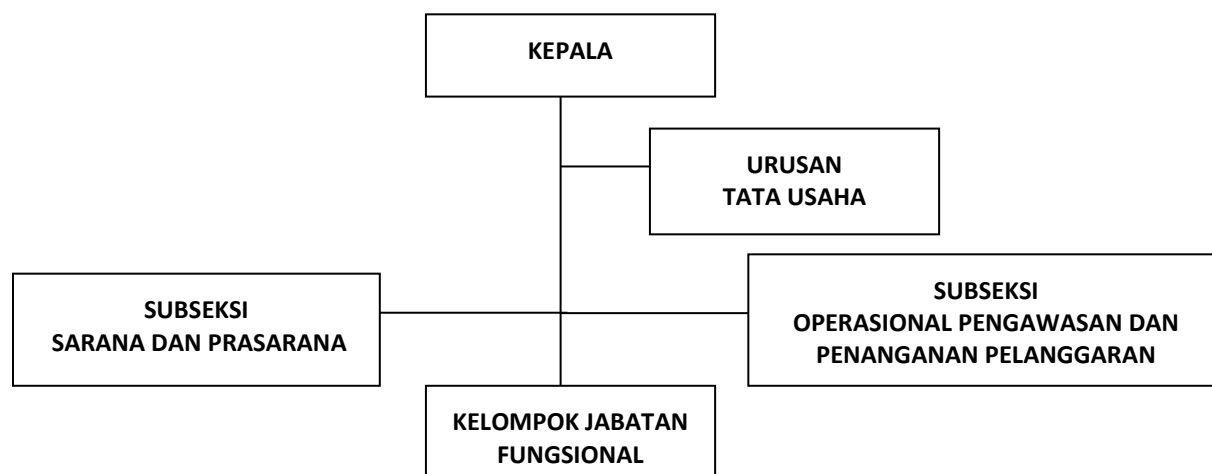 KEPALA
URUSAN
TATA USAHA
SUBSEKSI
SARANA DAN PRASARANA
SUBSEKSI
OPERASIONAL PENGAWASAN DAN
PENANGANAN PELANGGARAN
KELOMPOK JABATAN
FUNGSIONAL